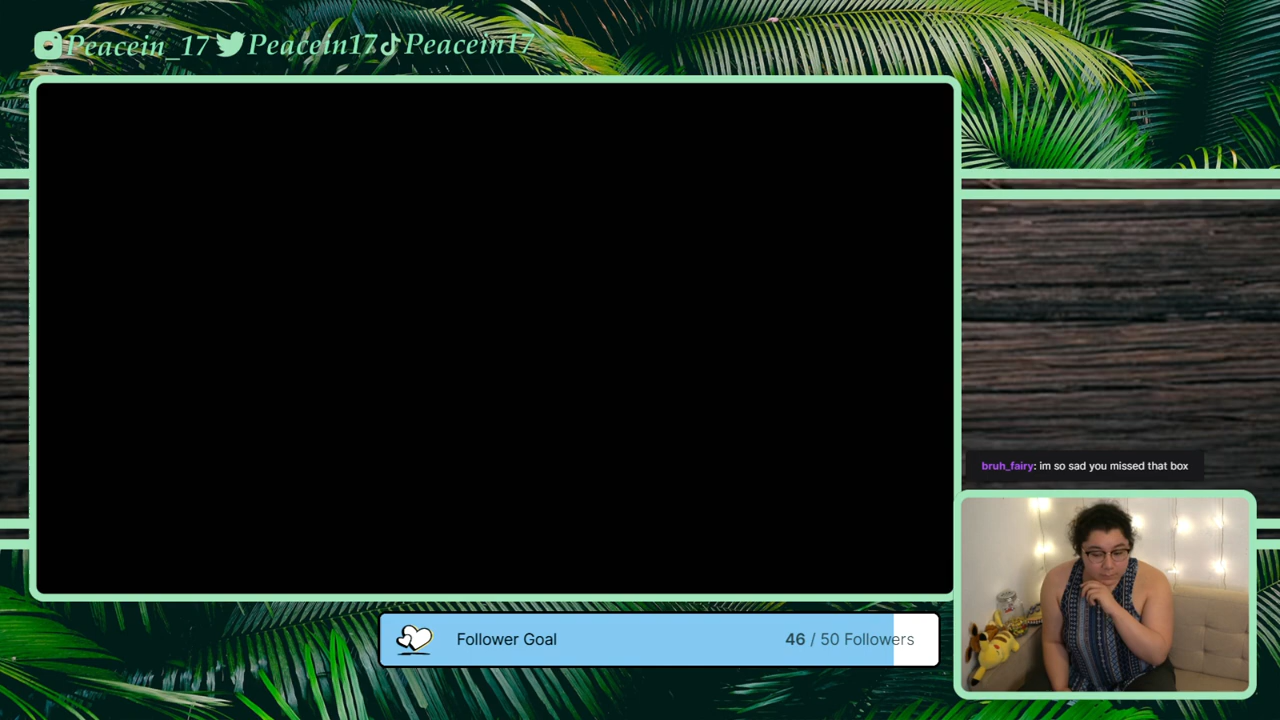 Peacein_17 Peacein17 Peacein17
bruh_fairy: im so sad you missed that box
Follower Goal 46 / 50 Followers